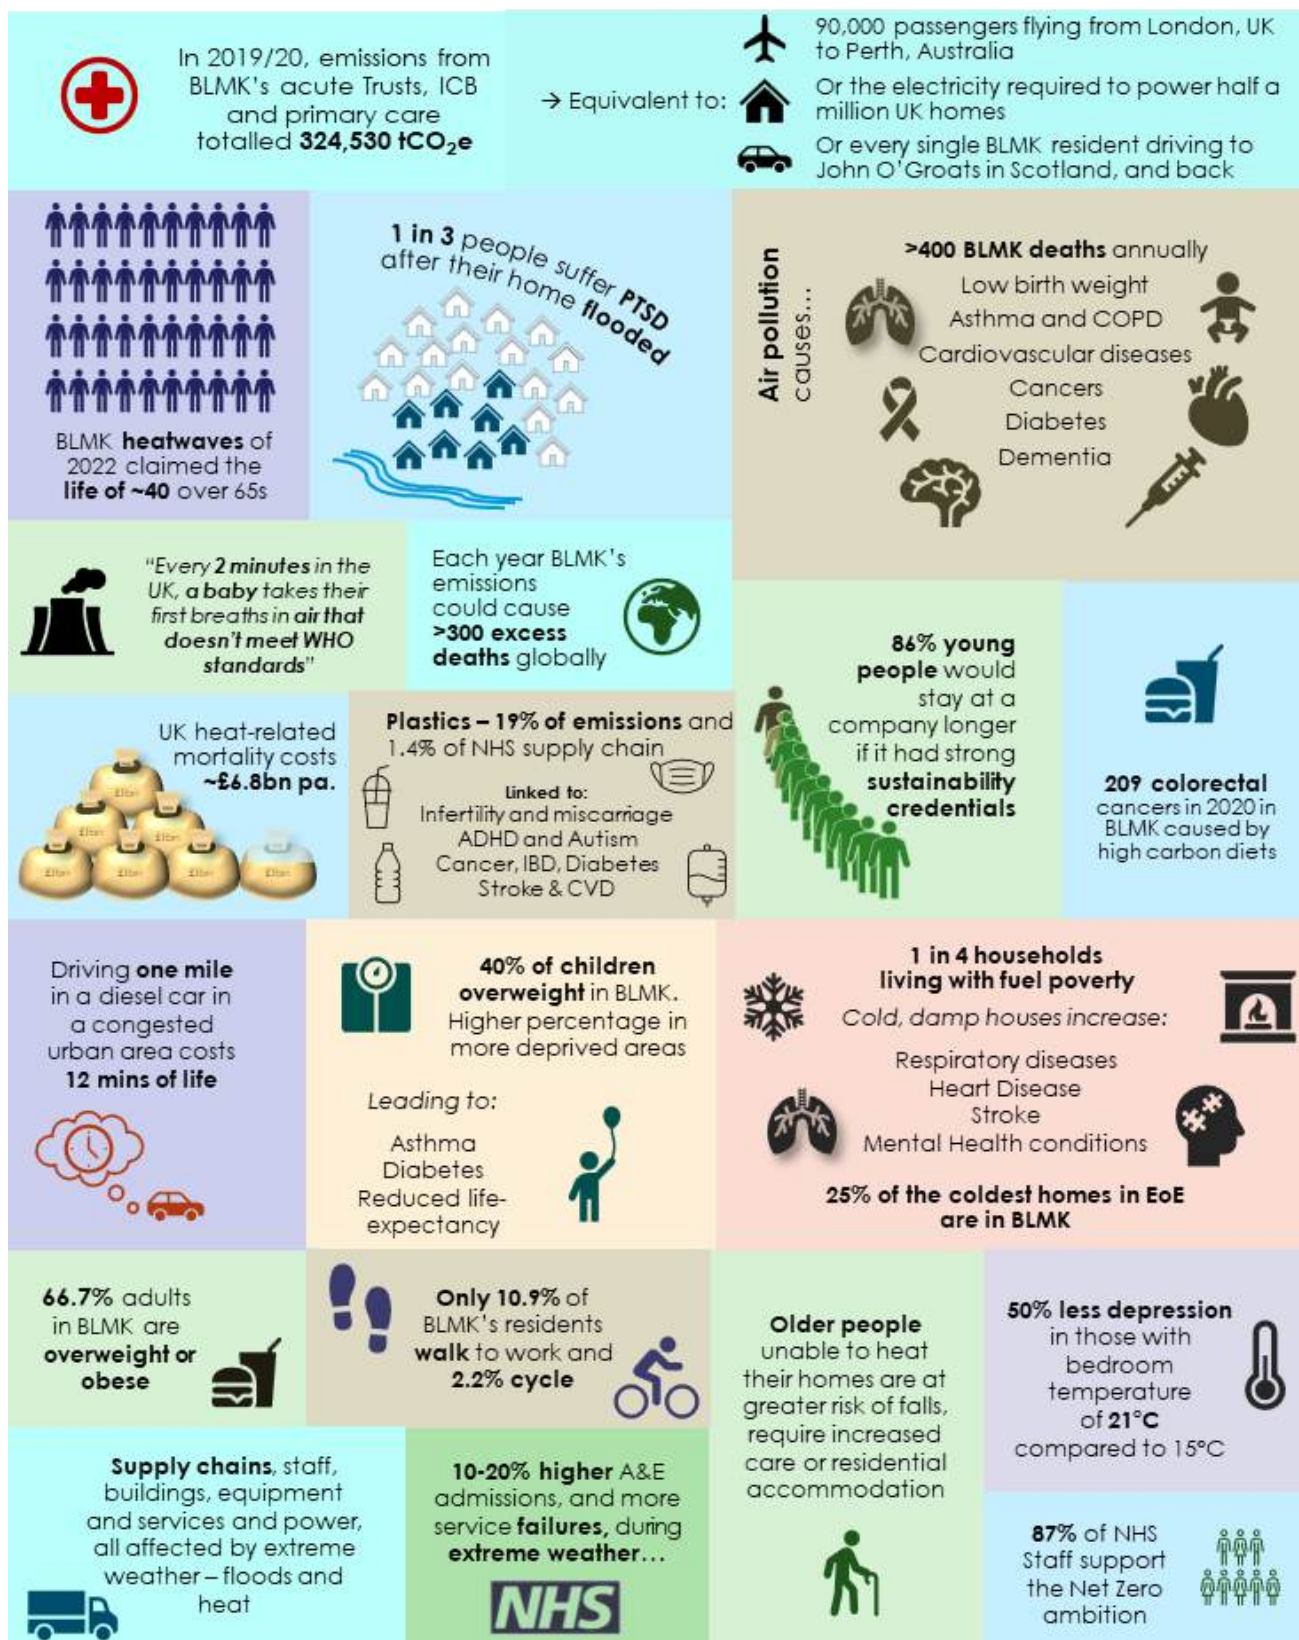 In 2019/20, emissions from
BLMK's acute Trusts, ICB
and primary care
totalled 324,530 tCO₂e
→ Equivalent to:
90,000 passengers flying from London, UK
to Perth, Australia
Or the electricity required to power half a
million UK homes
Or every single BLMK resident driving to
John O'Groats in Scotland, and back
BLMK heatwaves of
2022 claimed the
life of ~40 over 65s
1 in 3 people suffer PTSD
after their home flooded
Air pollution
causes...
>400 BLMK deaths annually
Low birth weight
Asthma and COPD
Cardiovascular diseases
Cancers
Diabetes
Dementia
"Every 2 minutes in the
UK, a baby takes their
first breaths in air that
doesn't meet WHO
standards"
Each year BLMK's
emissions
could cause
>300 excess
deaths globally
86% young
people would
stay at a
company longer
if it had strong
sustainability
credentials
209 colorectal
cancers in 2020 in
BLMK caused by
high carbon diets
UK heat-related
mortality costs
~£6.8bn pa.
£1bn
£1bn
£1bn
£1bn
£1bn
£1bn
£1bn
Plastics – 19% of emissions and
1.4% of NHS supply chain
Linked to:
Infertility and miscarriage
ADHD and Autism
Cancer, IBD, Diabetes
Stroke & CVD
Driving one mile
in a diesel car in
a congested
urban area costs
12 mins of life
40% of children
overweight in BLMK.
Higher percentage in
more deprived areas
Leading to:
Asthma
Diabetes
Reduced life-
expectancy
1 in 4 households
living with fuel poverty
Cold, damp houses increase:
Respiratory diseases
Heart Disease
Stroke
Mental Health conditions
25% of the coldest homes in EoE
are in BLMK
66.7% adults
in BLMK are
overweight or
obese
Only 10.9% of
BLMK's residents
walk to work and
2.2% cycle
Older people
unable to heat
their homes are at
greater risk of falls,
require increased
care or residential
accommodation
50% less depression
in those with
bedroom
temperature
of 21°C
compared to 15°C
Supply chains, staff,
buildings, equipment
and services and power,
all affected by extreme
weather – floods and
heat
10-20% higher A&E
admissions, and more
service failures, during
extreme weather...
NHS
87% of NHS
Staff support
the Net Zero
ambition